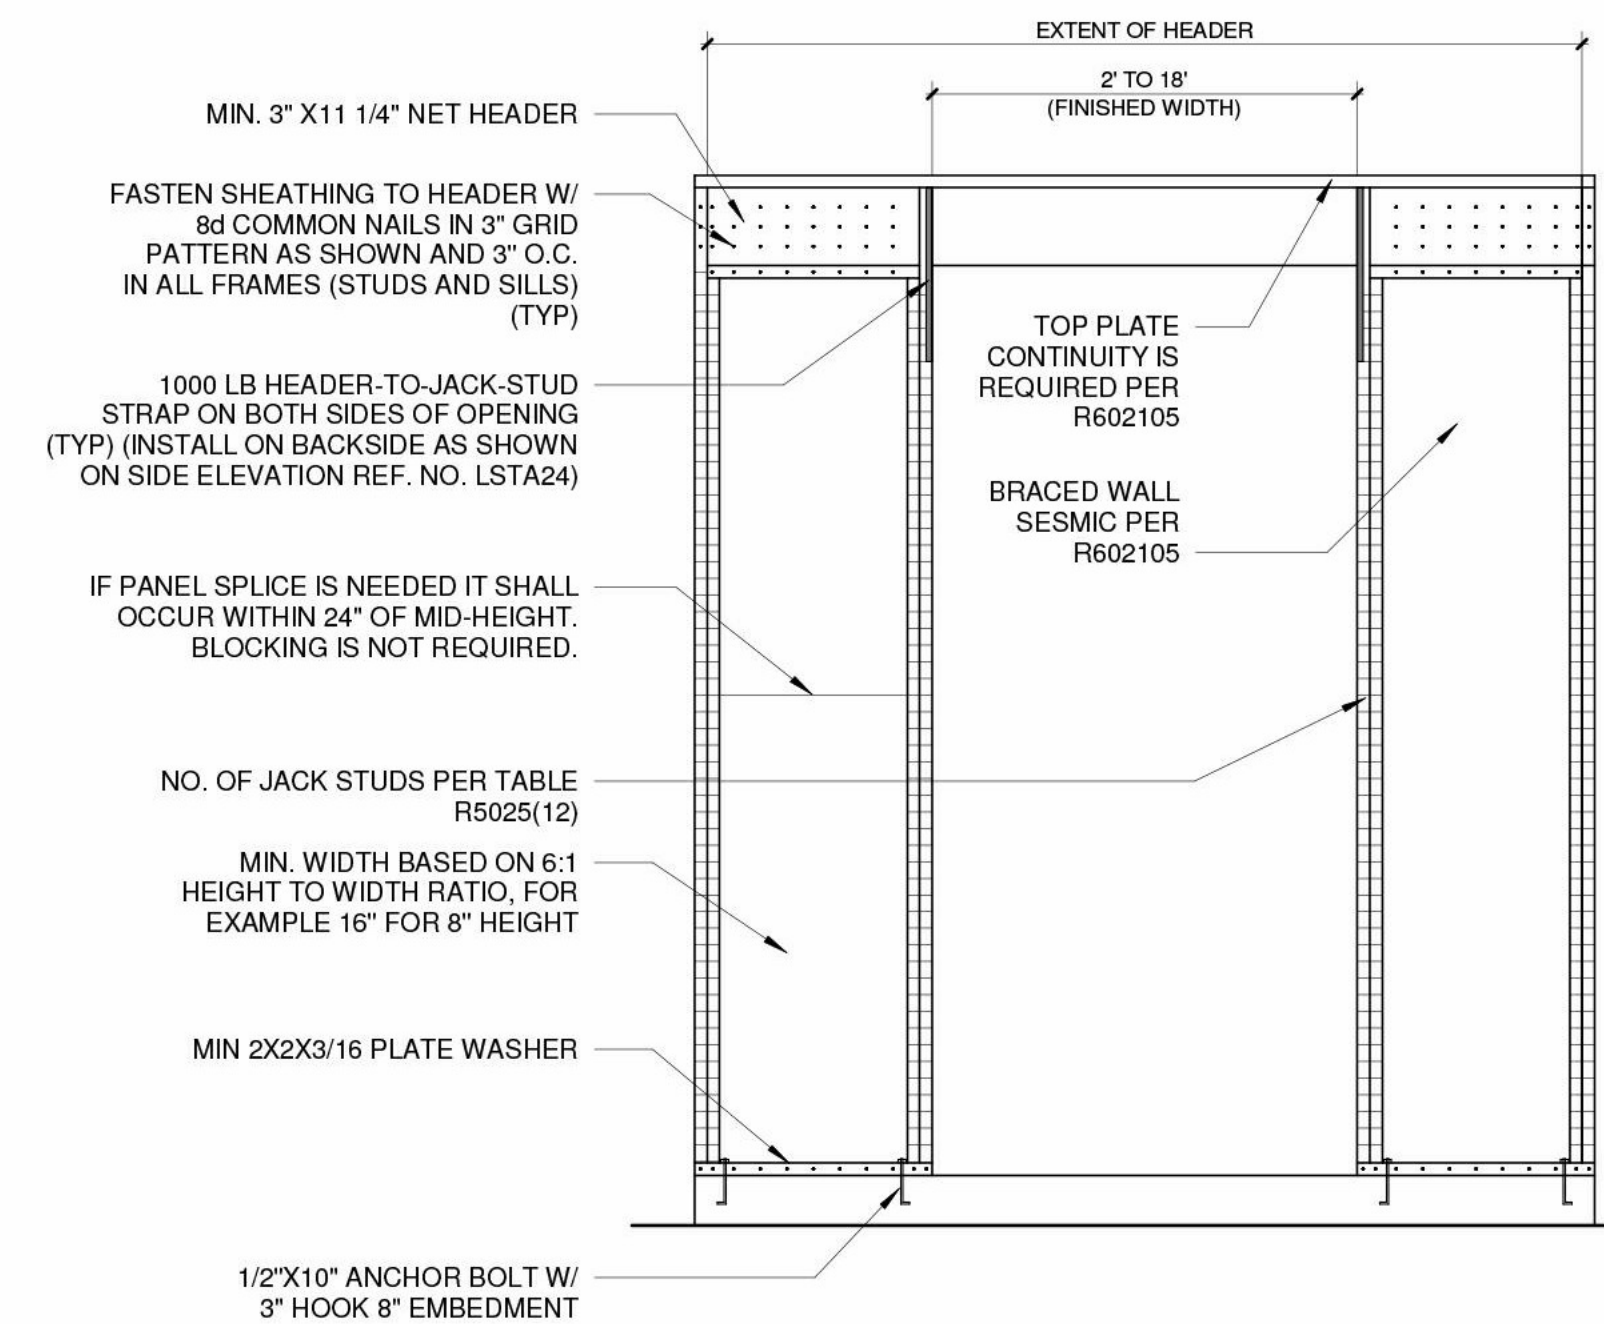 EXTENT OF HEADER
2' TO 18'
(FINISHED WIDTH)
MIN. 3" X11 1/4" NET HEADER
FASTEN SHEATHING TO HEADER W/
8d COMMON NAILS IN 3" GRID
PATTERN AS SHOWN AND 3" O.C.
IN ALL FRAMES (STUDS AND SILLS)
(TYP)
1000 LB HEADER-TO-JACK-STUD
STRAP ON BOTH SIDES OF OPENING
(TYP) (INSTALL ON BACKSIDE AS SHOWN
ON SIDE ELEVATION REF. NO. LSTA24)
IF PANEL SPLICE IS NEEDED IT SHALL
OCCUR WITHIN 24" OF MID-HEIGHT.
BLOCKING IS NOT REQUIRED.
NO. OF JACK STUDS PER TABLE
R5025(12)
MIN. WIDTH BASED ON 6:1
HEIGHT TO WIDTH RATIO, FOR
EXAMPLE 16" FOR 8" HEIGHT
MIN 2X2X3/16 PLATE WASHER
1/2"X10" ANCHOR BOLT W/
3" HOOK 8" EMBEDMENT
TOP PLATE
CONTINUITY IS
REQUIRED PER
R602105
BRACED WALL
SESMIC PER
R602105